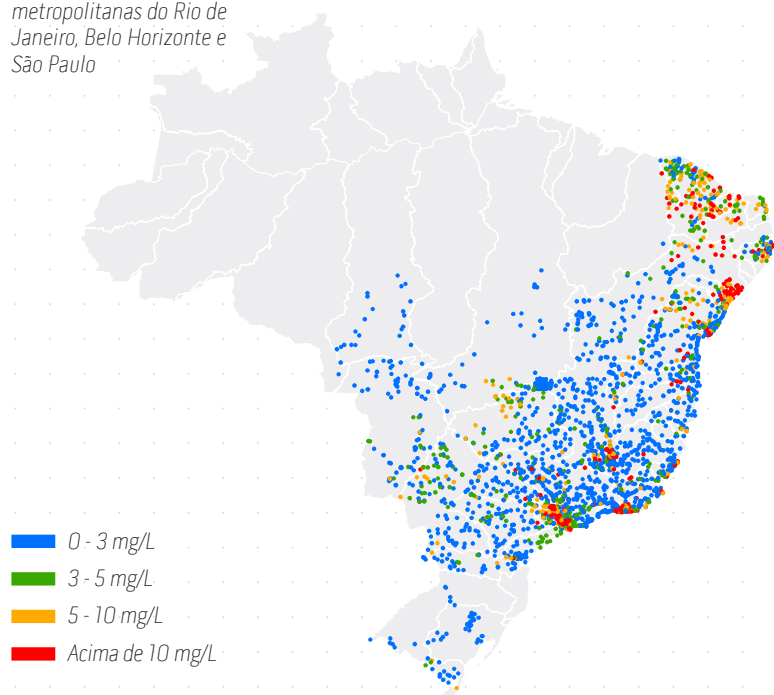 metropolitanas do Rio de
Janeiro, Belo Horizonte e
São Paulo
0 - 3 mg/L
3 - 5 mg/L
5 - 10 mg/L
Acima de 10 mg/L